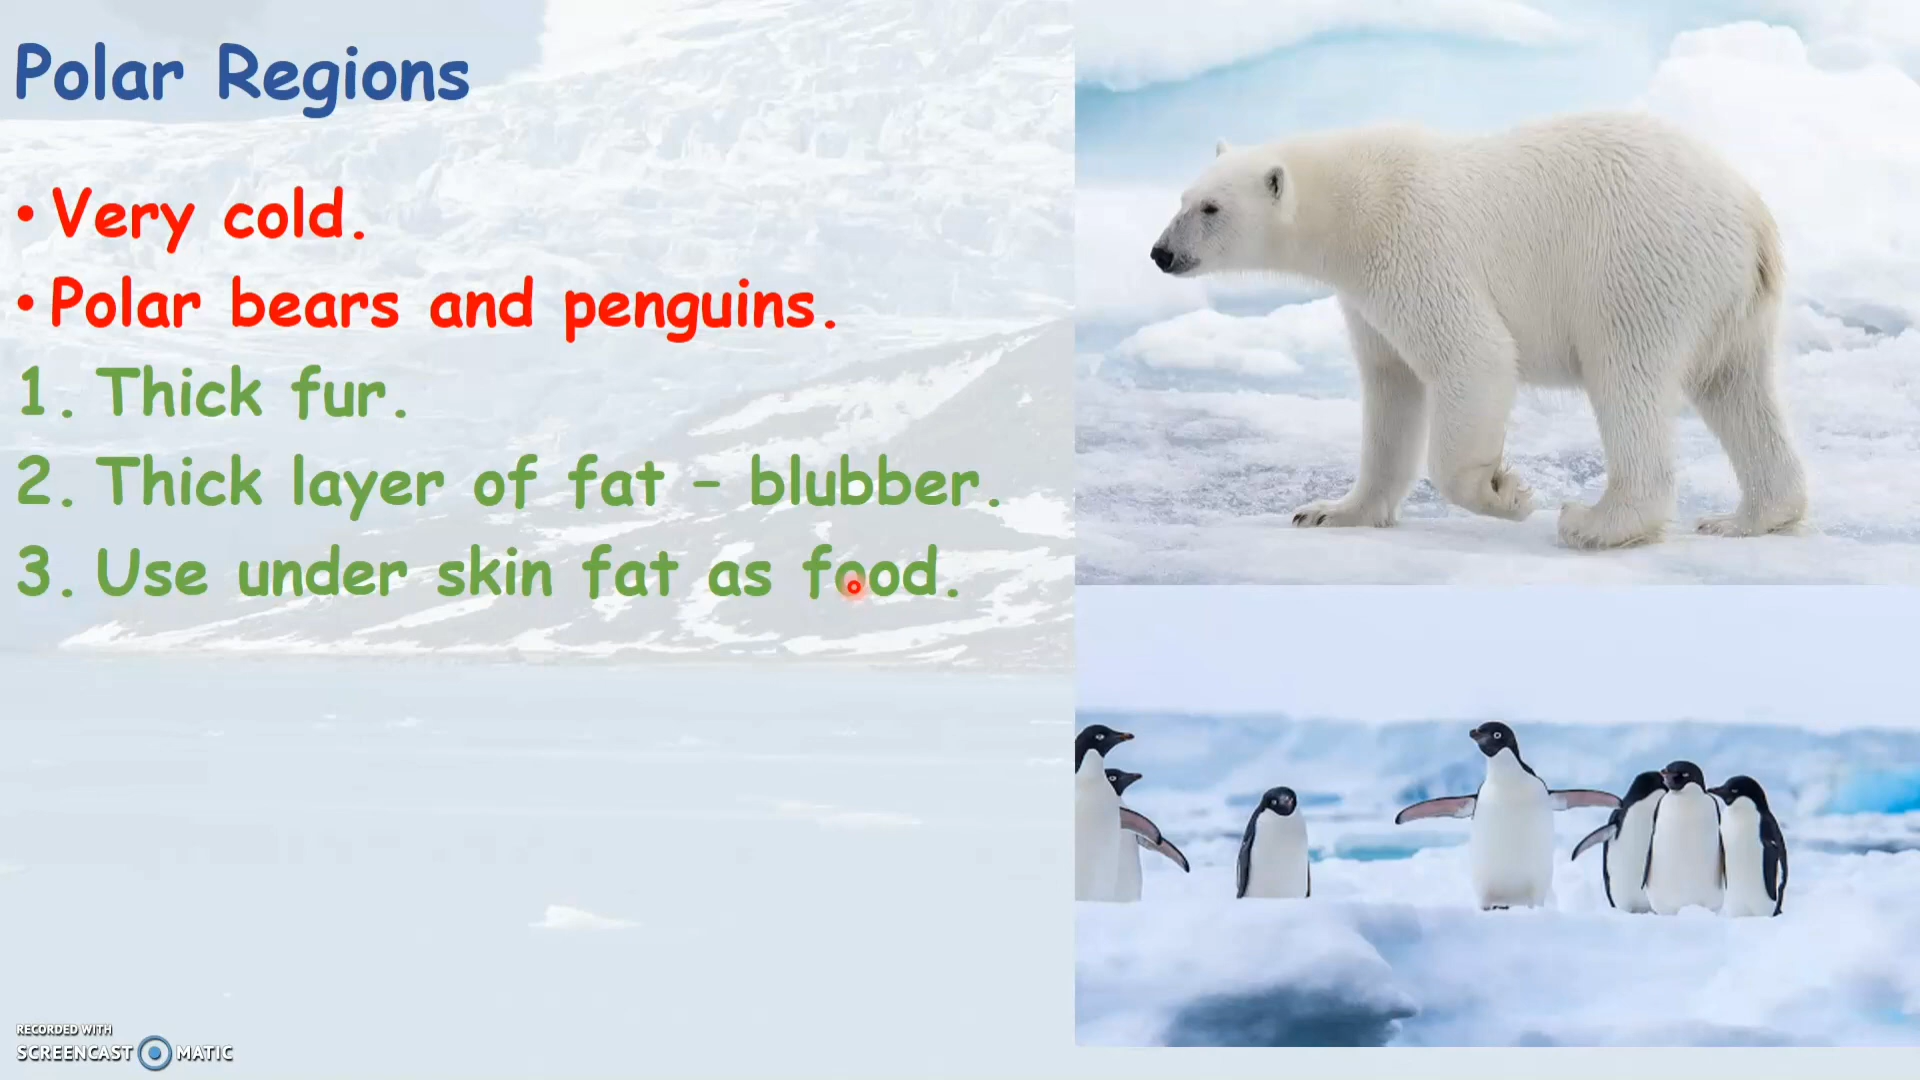 Polar Regions
• Very cold.
• Polar bears and penguins.
1. Thick fur.
2. Thick layer of fat – blubber.
3. Use under skin fat as food.
RECORDED WITH
SCREENCAST MATIC